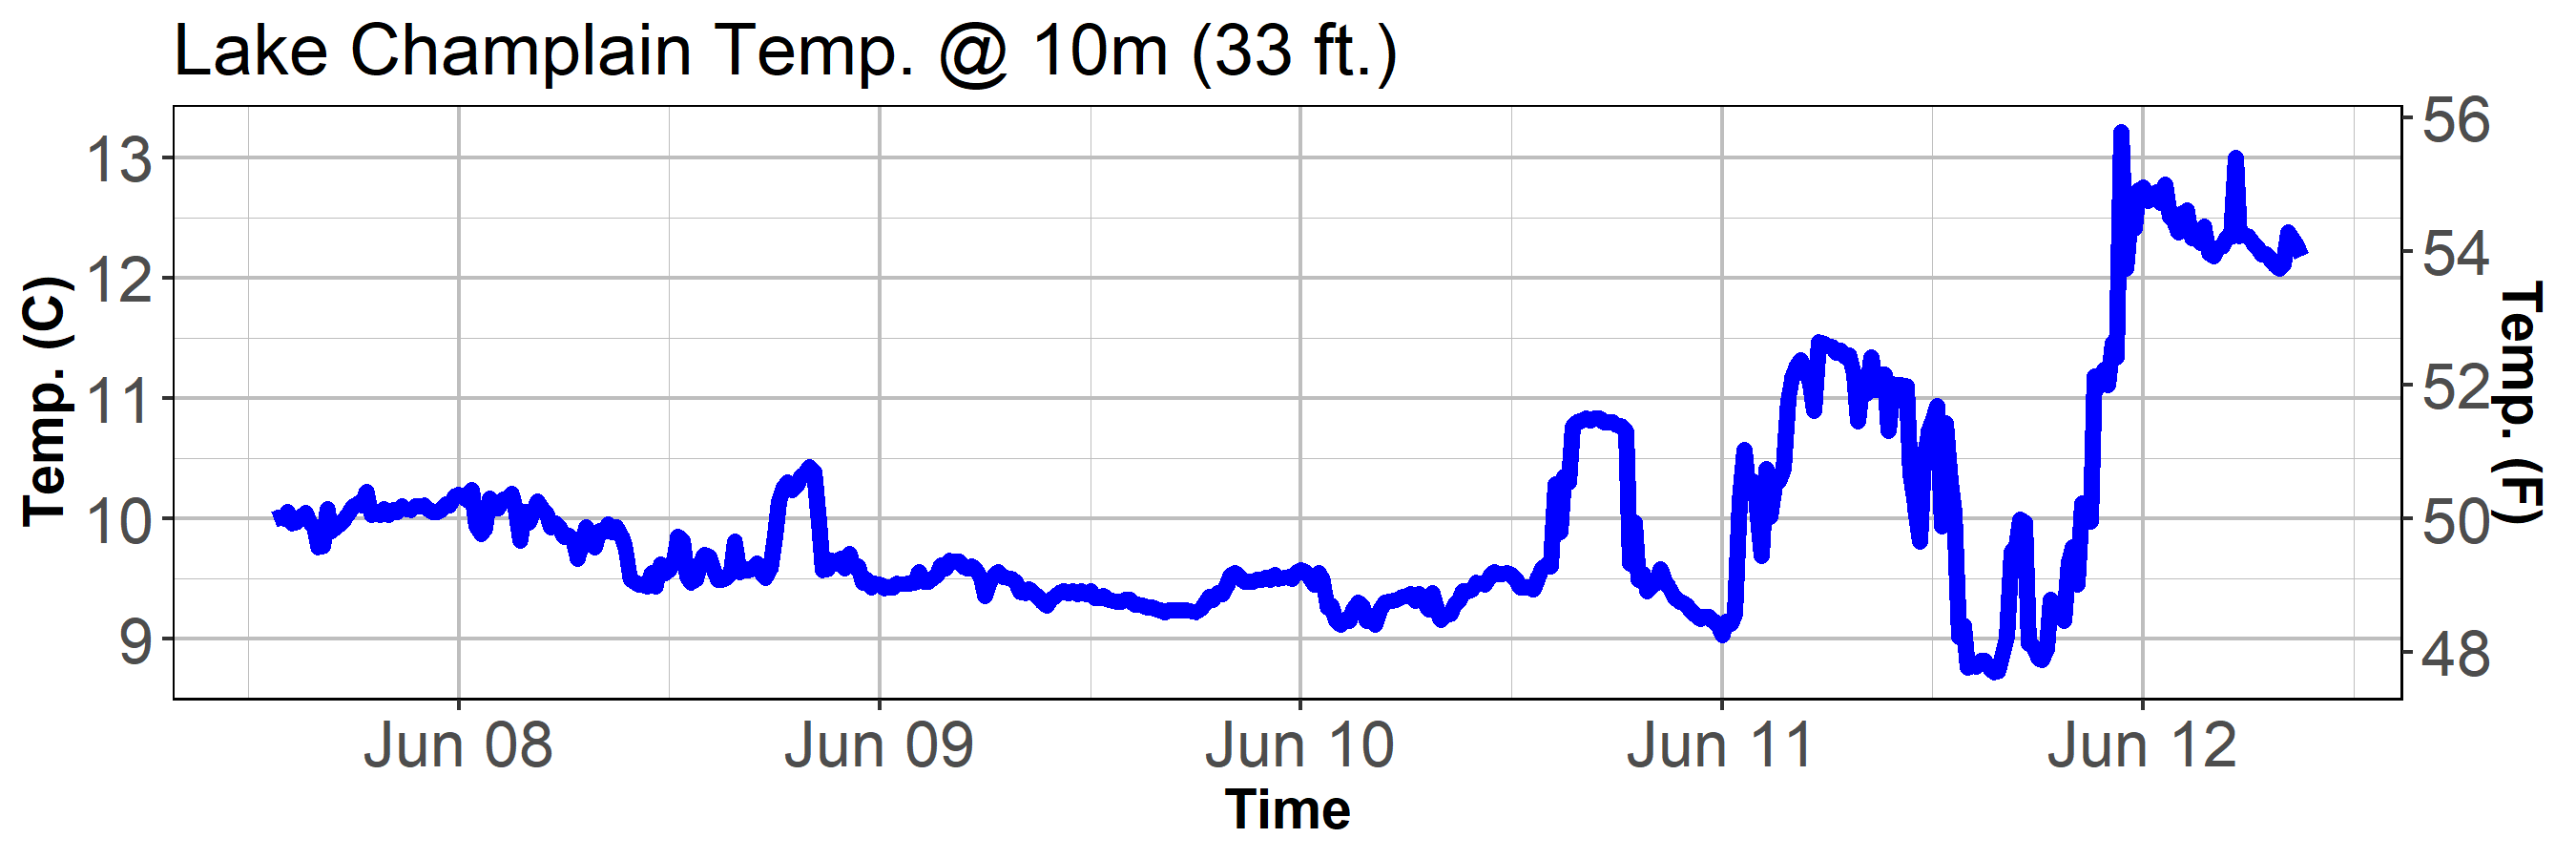 Lake Champlain Temp. @ 10m (33 ft.)
Temp. (C)
13
12
11
10
9
56
54
52
50
48
Temp. (F)
Jun 08 Jun 09 Jun 10 Jun 11 Jun 12
Time